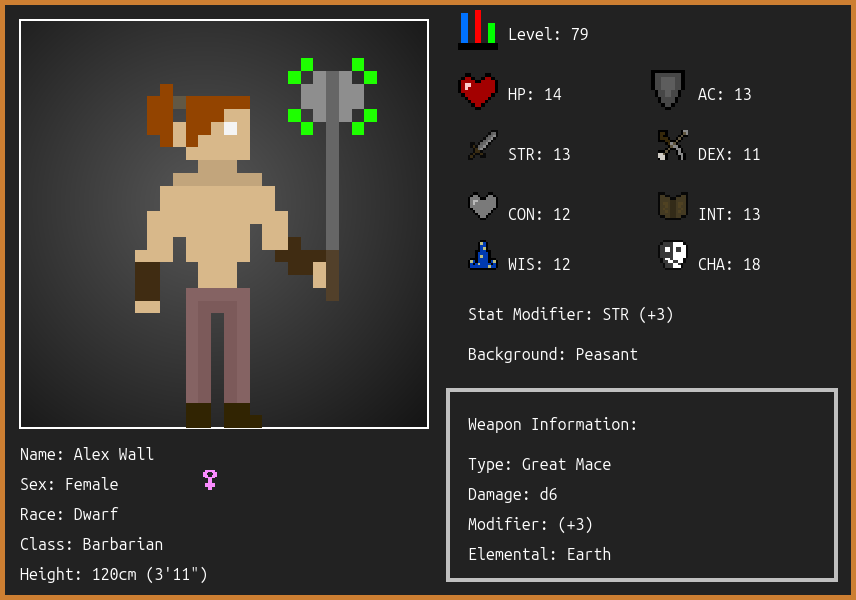 Level: 79
HP: 14
AC: 13
STR: 13
DEX: 11
CON: 12
INT: 13
WIS: 12
CHA: 18
Stat Modifier: STR (+3)
Background: Peasant
Weapon Information:
Type: Great Mace
Damage: d6
Modifier: (+3)
Elemental: Earth
Name: Alex Wall
Sex: Female
Race: Dwarf
Class: Barbarian
Height: 120cm (3'11")